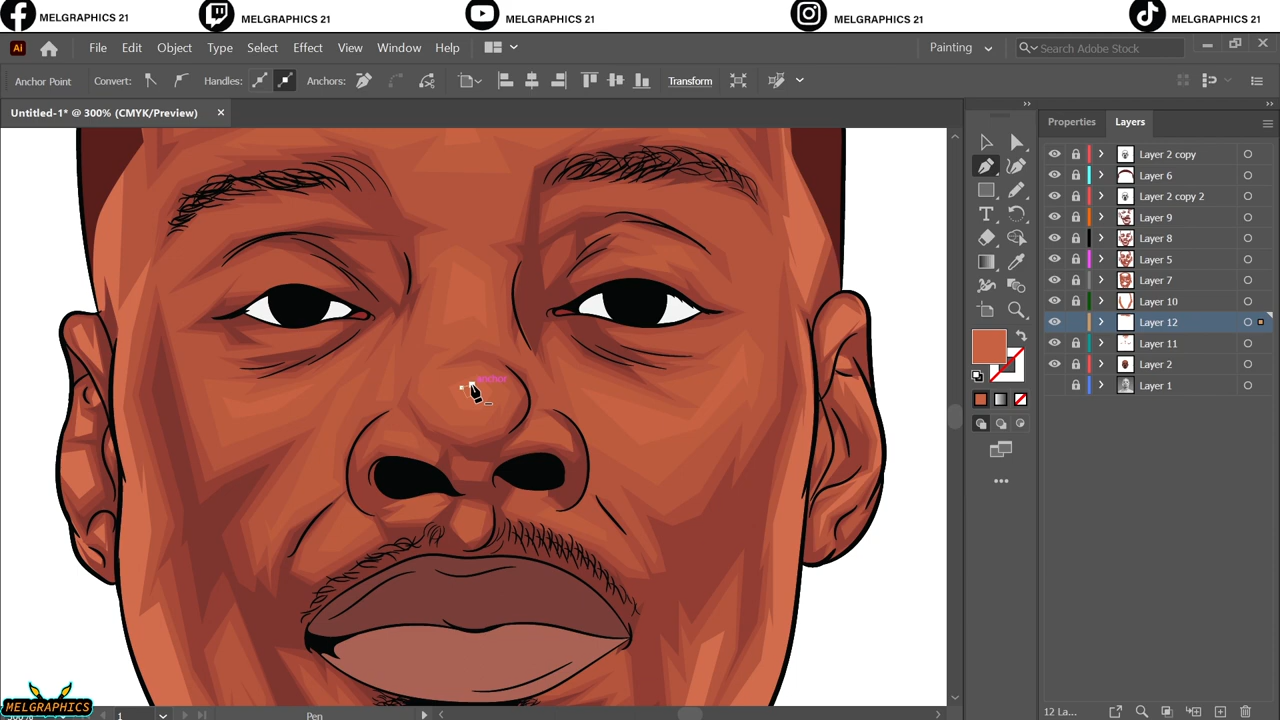 MELGRAPHICS 21 MELGRAPHICS 21 MELGRAPHICS 21 MELGRAPHICS 21 MELGRAPHICS 21
Ai File Edit Object Type Select Effect View Window Help Painting Search Adobe Stock
Anchor Point Convert: Handles: Anchors: Transform
Untitled-1* @ 300% (CMYK/Preview)
Properties Layers
Layer 2 copy
Layer 6
Layer 2 copy 2
Layer 9
Layer 8
Layer 5
Layer 7
Layer 10
Layer 12
Layer 11
Layer 2
Layer 1
anchor
MELGRAPHICS
300% 1 Pen
12 La...